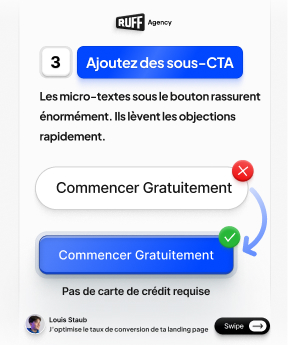 RUFF Agency
3 Ajoutez des sous-CTA
Les micro-textes sous le bouton rassurent
énormément. Ils lèvent les objections
rapidement.
Commencer Gratuitement
Commencer Gratuitement
Pas de carte de crédit requise
Louis Staub
J'optimise le taux de conversion de ta landing page
Swipe